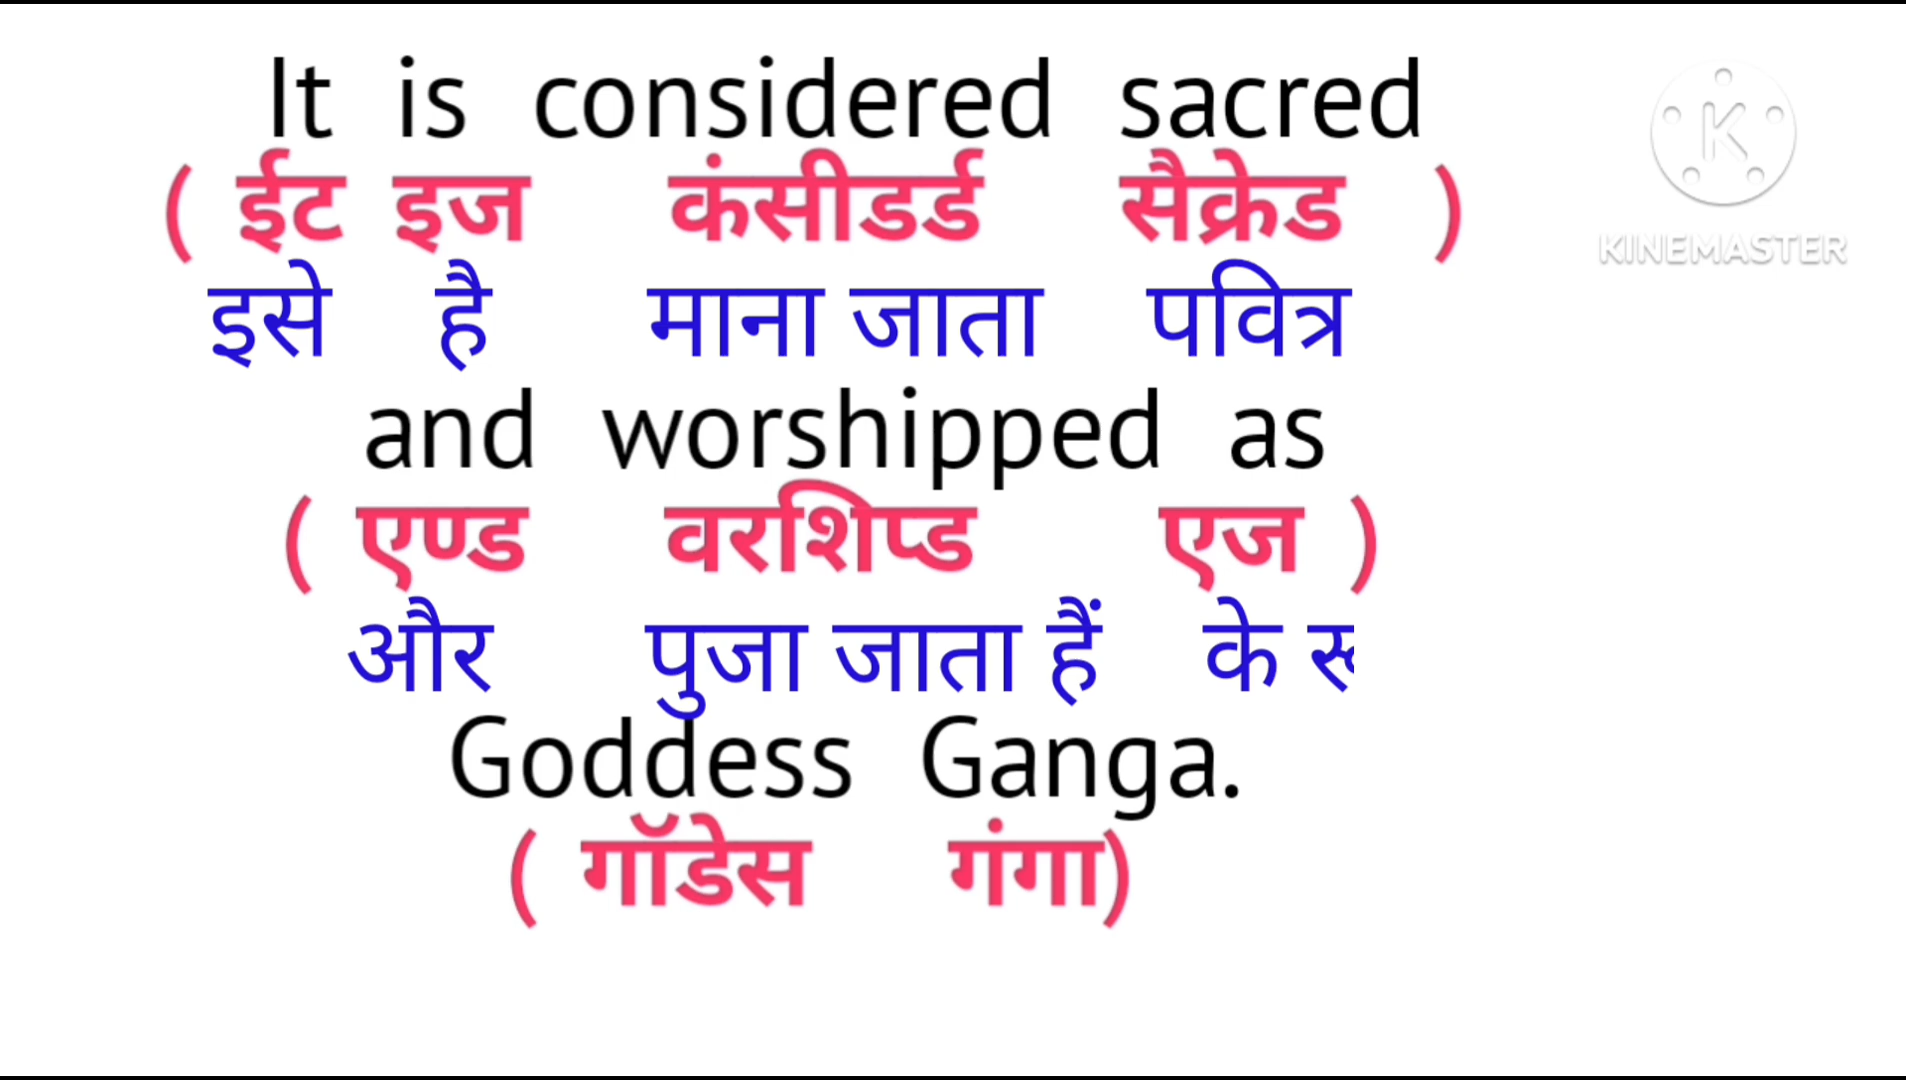 It is considered sacred
( ईट इज कंसीडर्ड सैक्रेड )
इसे है माना जाता पवित्र
and worshipped as
( एण्ड वरशिप्ड एज )
और पुजा जाता हैं के
Goddess Ganga.
( गॉडेस गंगा)
K
KINEMASTER